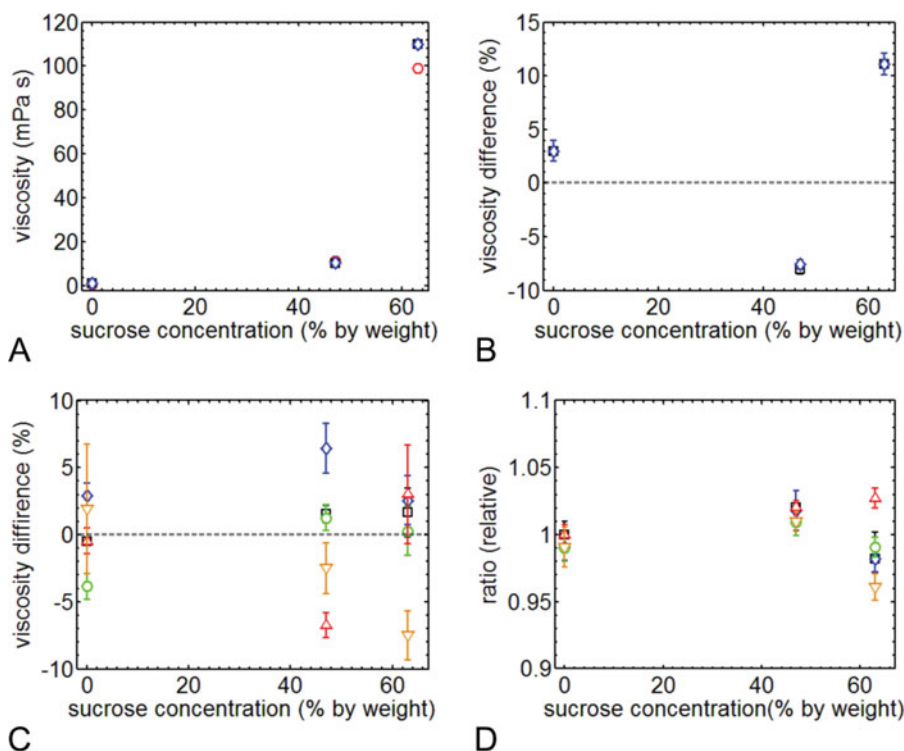 120
100
80
60
40
20
0
viscosity (mPa s)
0 20 40 60
sucrose concentration (% by weight)
A
15
10
5
0
-5
-10
viscosity difference (%)
0 20 40 60
sucrose concentration (% by weight)
B
10
5
0
-5
-10
viscosity diffirence (%)
0 20 40 60
sucrose concentration (% by weight)
C
1.1
1.05
1
0.95
0.9
ratio (relative)
0 20 40 60
sucrose concentration(% by weight)
D